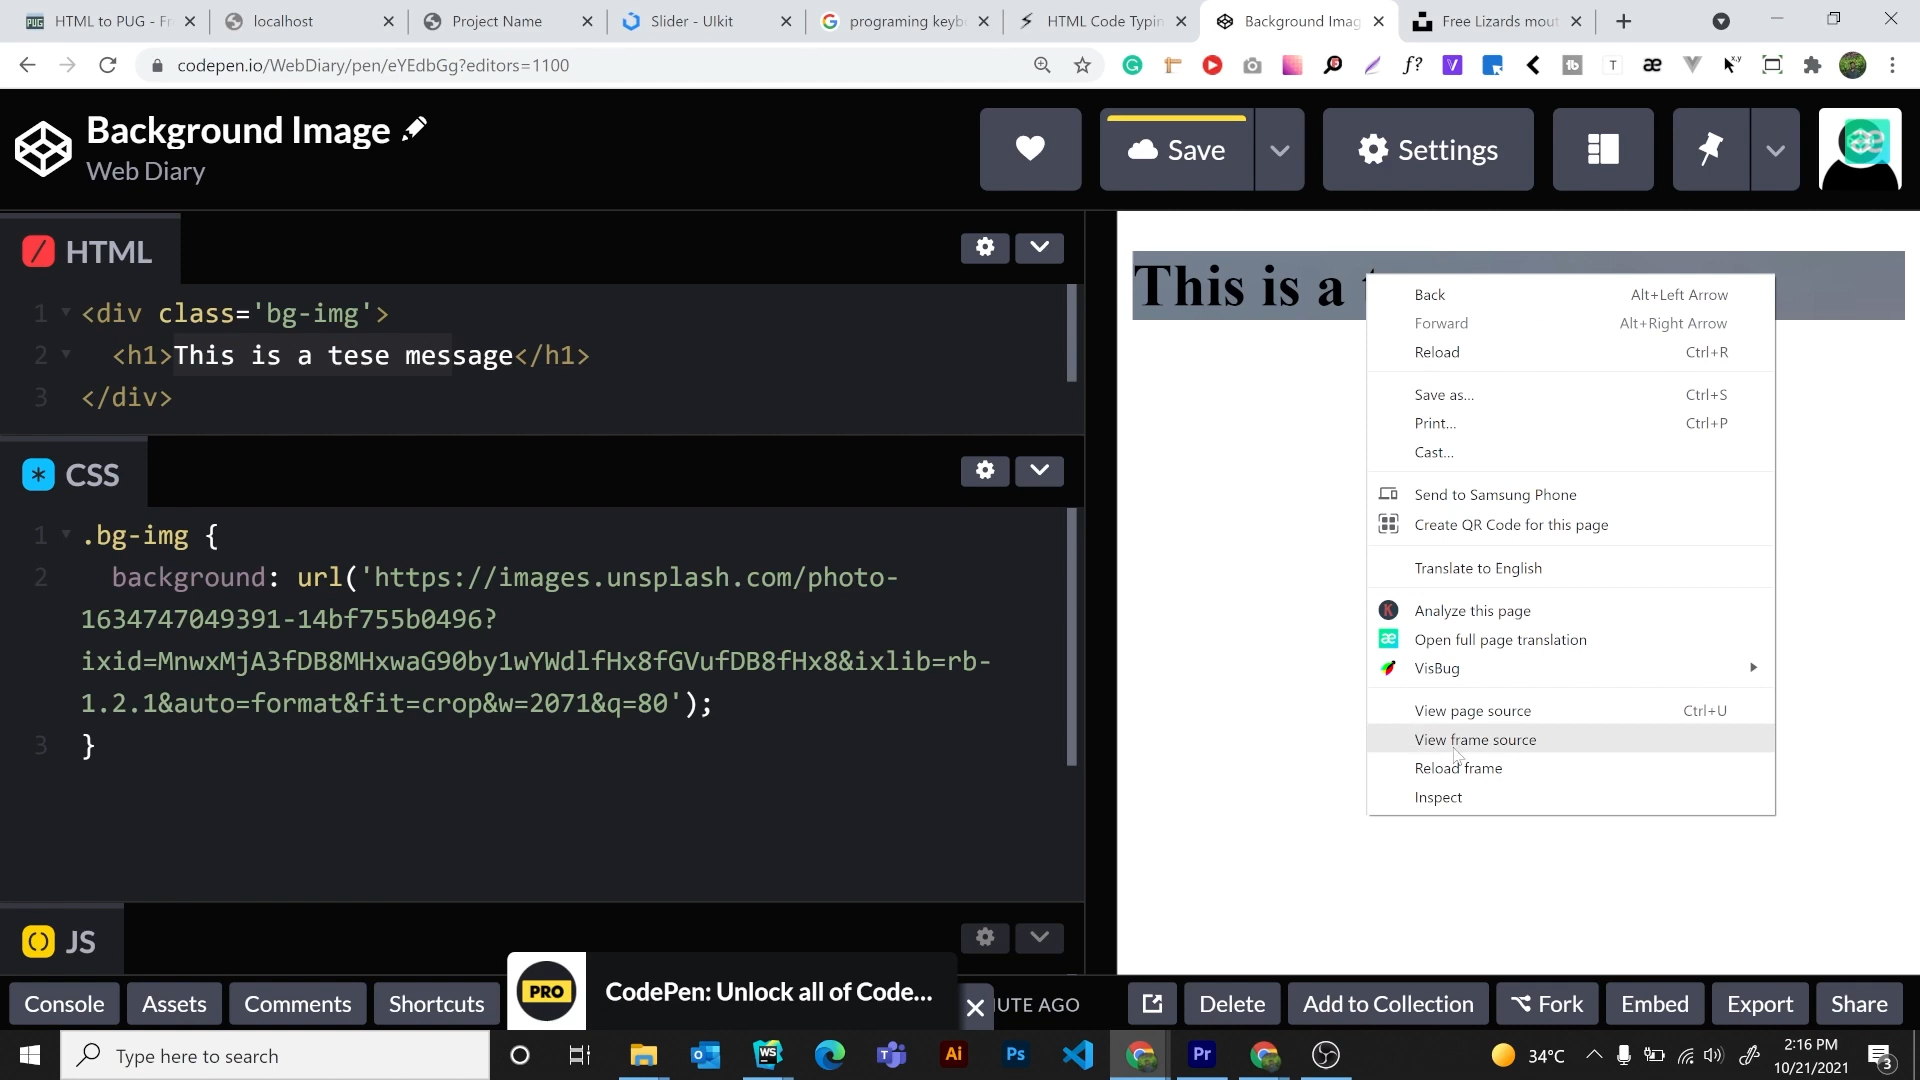 HTML to PUG - Fr
localhost
Project Name
Slider - UIkit
programing keybo
HTML Code Typin
Background Imag
Free Lizards mout
codepen.io/WebDiary/pen/eYEdbGg?editors=1100
Background Image
Web Diary
Save
Settings
HTML
1 <div class='bg-img'>
2 <h1>This is a tese message</h1>
3 </div>
CSS
1 .bg-img {
2 background: url('https://images.unsplash.com/photo-
1634747049391-14bf755b0496?
ixid=MnwxMjA3fDB8MHxwaG90by1wYWdlfHx8fGVufDB8fHx8&ixlib=rb-
1.2.1&auto=format&fit=crop&w=2071&q=80');
3 }
JS
This is a
Back Alt+Left Arrow
Forward Alt+Right Arrow
Reload Ctrl+R
Save as... Ctrl+S
Print... Ctrl+P
Cast...
Send to Samsung Phone
Create QR Code for this page
Translate to English
Analyze this page
Open full page translation
VisBug
View page source Ctrl+U
View frame source
Reload frame
Inspect
PRO
CodePen: Unlock all of Code...
Console
Assets
Comments
Shortcuts
UTE AGO
Delete
Add to Collection
Fork
Embed
Export
Share
Type here to search
34°C
2:16 PM
10/21/2021
3